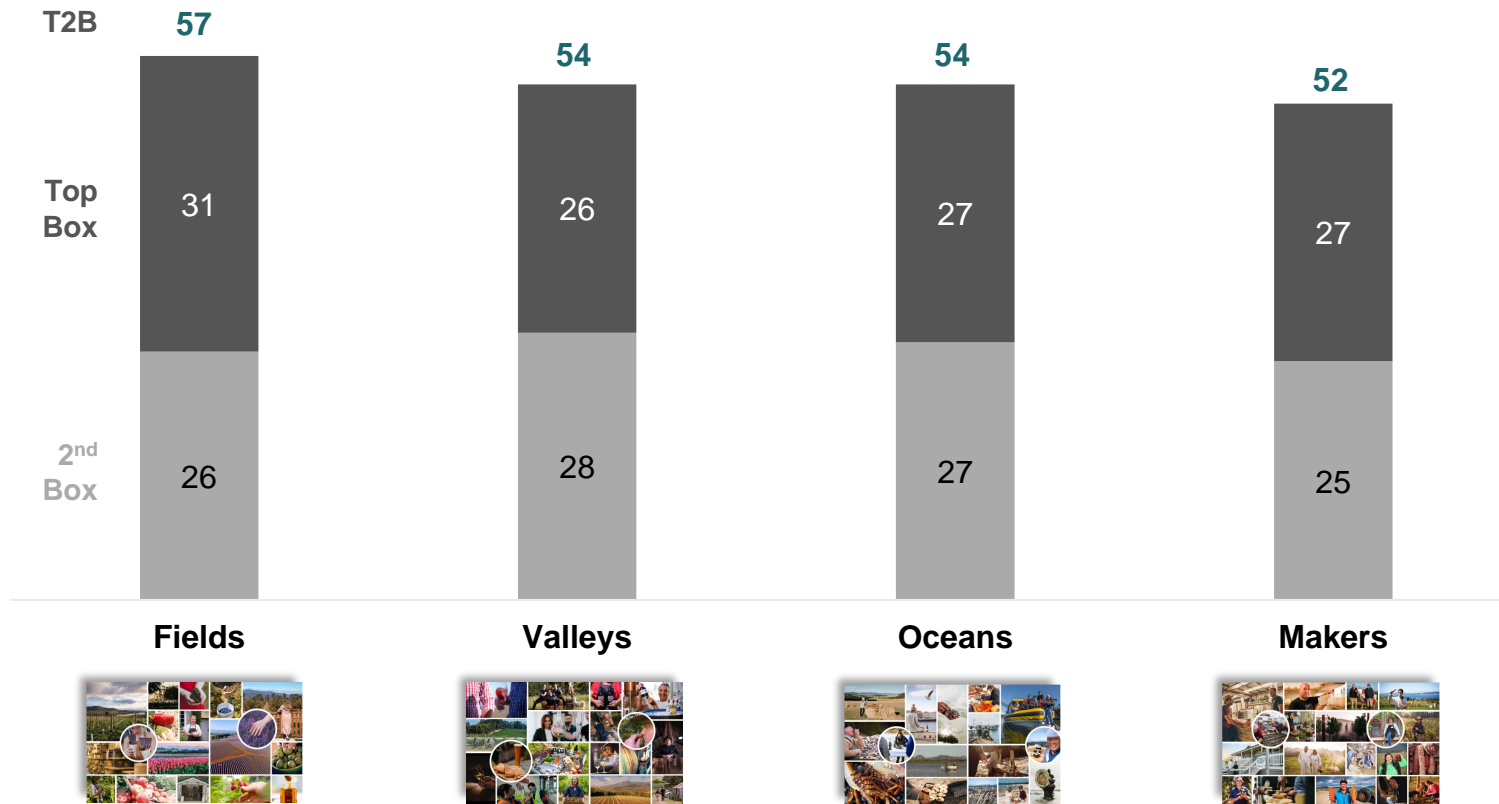 T2B
57
54
54
52
Top
Box
31
26
27
27
2nd
Box
26
28
27
25
Fields
Valleys
Oceans
Makers